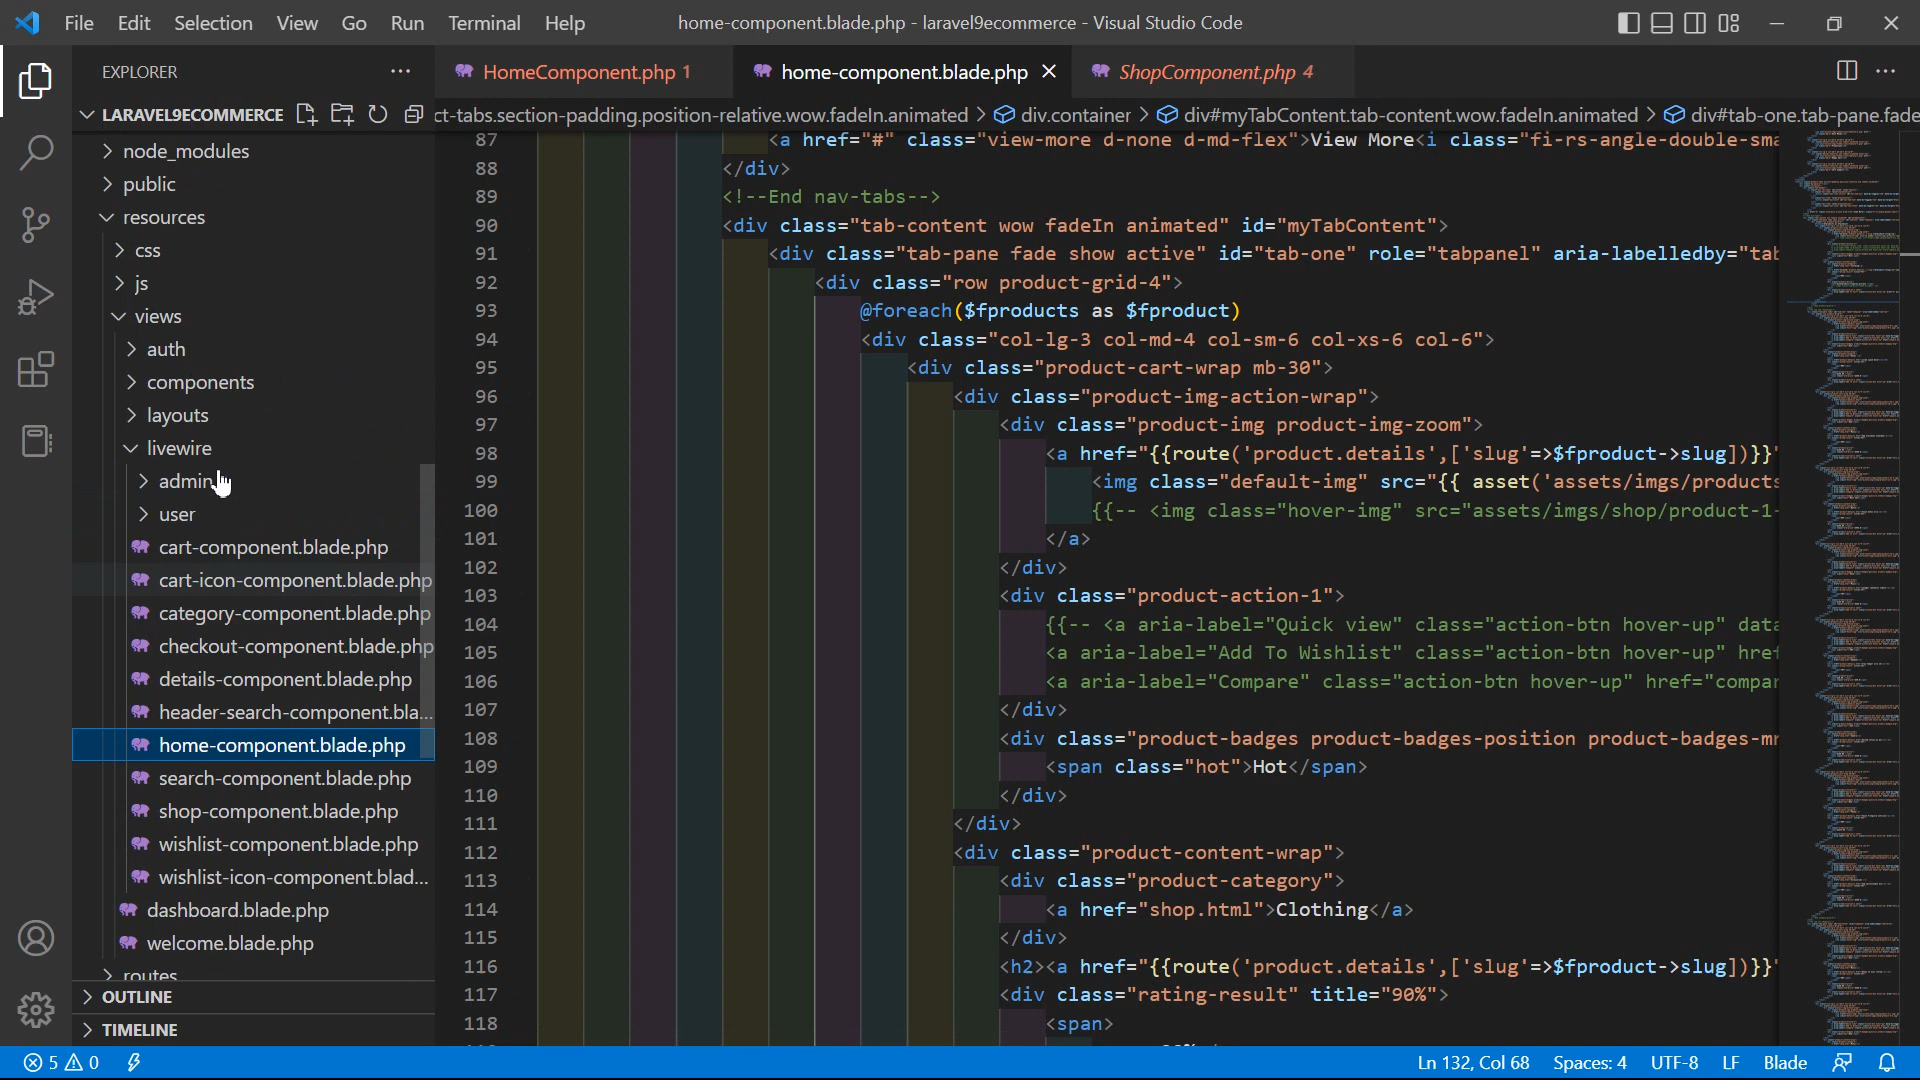 File Edit Selection View Go Run Terminal Help
home-component.blade.php - laravel9ecommerce - Visual Studio Code
EXPLORER
HomeComponent.php 1
home-component.blade.php
ShopComponent.php 4
LARAVEL9ECOMMERCE
ct-tabs.section-padding.position-relative.wow.fadeIn.animated > div.container > div#myTabContent.tab-content.wow.fadeIn.animated > div#tab-one.tab-pane.fade
node_modules
public
resources
css
js
views
auth
components
layouts
livewire
admin
user
cart-component.blade.php
cart-icon-component.blade.php
category-component.blade.php
checkout-component.blade.php
details-component.blade.php
header-search-component.bla...
home-component.blade.php
search-component.blade.php
shop-component.blade.php
wishlist-component.blade.php
wishlist-icon-component.blad...
dashboard.blade.php
welcome.blade.php
routes
OUTLINE
TIMELINE
87 <a href="#" class="view-more d-none d-md-flex">View More<i class="fi-rs-angle-double-sma
88 </div>
89 <!--End nav-tabs-->
90 <div class="tab-content wow fadeIn animated" id="myTabContent">
91 <div class="tab-pane fade show active" id="tab-one" role="tabpanel" aria-labelledby="tab
92 <div class="row product-grid-4">
93 @foreach($fproducts as $fproduct)
94 <div class="col-lg-3 col-md-4 col-sm-6 col-xs-6 col-6">
95 <div class="product-cart-wrap mb-30">
96 <div class="product-img-action-wrap">
97 <div class="product-img product-img-zoom">
98 <a href="{{route('product.details',['slug'=>$fproduct->slug])}}"
99 <img class="default-img" src="{{ asset('assets/imgs/products
100 {{-- <img class="hover-img" src="assets/imgs/shop/product-1-
101 </a>
102 </div>
103 <div class="product-action-1">
104 {{-- <a aria-label="Quick view" class="action-btn hover-up" data
105 <a aria-label="Add To Wishlist" class="action-btn hover-up" href
106 <a aria-label="Compare" class="action-btn hover-up" href="compar
107 </div>
108 <div class="product-badges product-badges-position product-badges-mr
109 <span class="hot">Hot</span>
110 </div>
111 </div>
112 <div class="product-content-wrap">
113 <div class="product-category">
114 <a href="shop.html">Clothing</a>
115 </div>
116 <h2><a href="{{route('product.details',['slug'=>$fproduct->slug])}}"
117 <div class="rating-result" title="90%">
118 <span>
5 0
Ln 132, Col 68 Spaces: 4 UTF-8 LF Blade